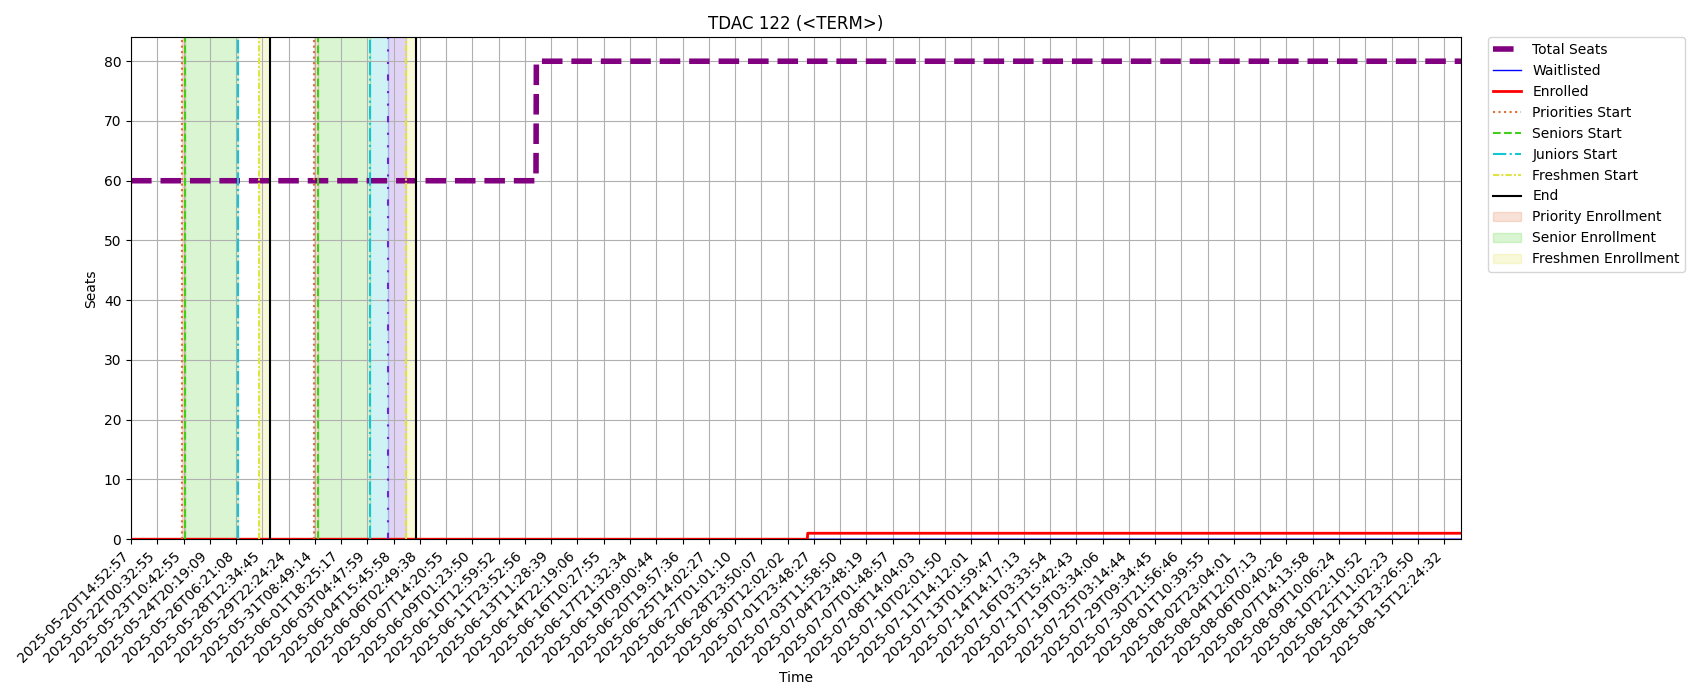 TDAC 122 (<TERM>)
Seats
80
70
60
50
40
30
20
10
0
2025-05-20T14:52:57
2025-05-22T00:32:55
2025-05-23T10:42:55
2025-05-24T20:19:09
2025-05-26T06:21:08
2025-05-28T12:34:45
2025-05-29T22:24:24
2025-05-31T08:49:14
2025-06-01T18:25:17
2025-06-03T04:47:59
2025-06-04T15:45:58
2025-06-06T02:49:38
2025-06-07T14:20:55
2025-06-09T01:23:50
2025-06-10T12:59:52
2025-06-11T23:52:56
2025-06-13T11:28:39
2025-06-14T22:19:06
2025-06-16T10:27:55
2025-06-17T21:32:34
2025-06-19T09:00:44
2025-06-20T19:57:36
2025-06-25T14:02:27
2025-06-27T01:01:10
2025-06-28T23:50:07
2025-06-30T12:02:02
2025-07-01T23:48:27
2025-07-03T11:58:50
2025-07-04T23:48:19
2025-07-07T01:48:57
2025-07-08T14:04:03
2025-07-10T02:01:50
2025-07-11T14:12:01
2025-07-13T01:59:47
2025-07-14T14:17:13
2025-07-16T03:33:54
2025-07-17T15:42:43
2025-07-19T03:34:06
2025-07-25T03:14:44
2025-07-29T09:34:45
2025-07-30T21:56:46
2025-08-01T10:39:55
2025-08-02T23:04:01
2025-08-04T12:07:13
2025-08-06T00:40:26
2025-08-07T14:13:58
2025-08-09T10:06:24
2025-08-10T22:10:52
2025-08-12T11:02:23
2025-08-13T23:26:50
2025-08-15T12:24:32
Time
Total Seats
Waitlisted
Enrolled
Priorities Start
Seniors Start
Juniors Start
Freshmen Start
End
Priority Enrollment
Senior Enrollment
Freshmen Enrollment